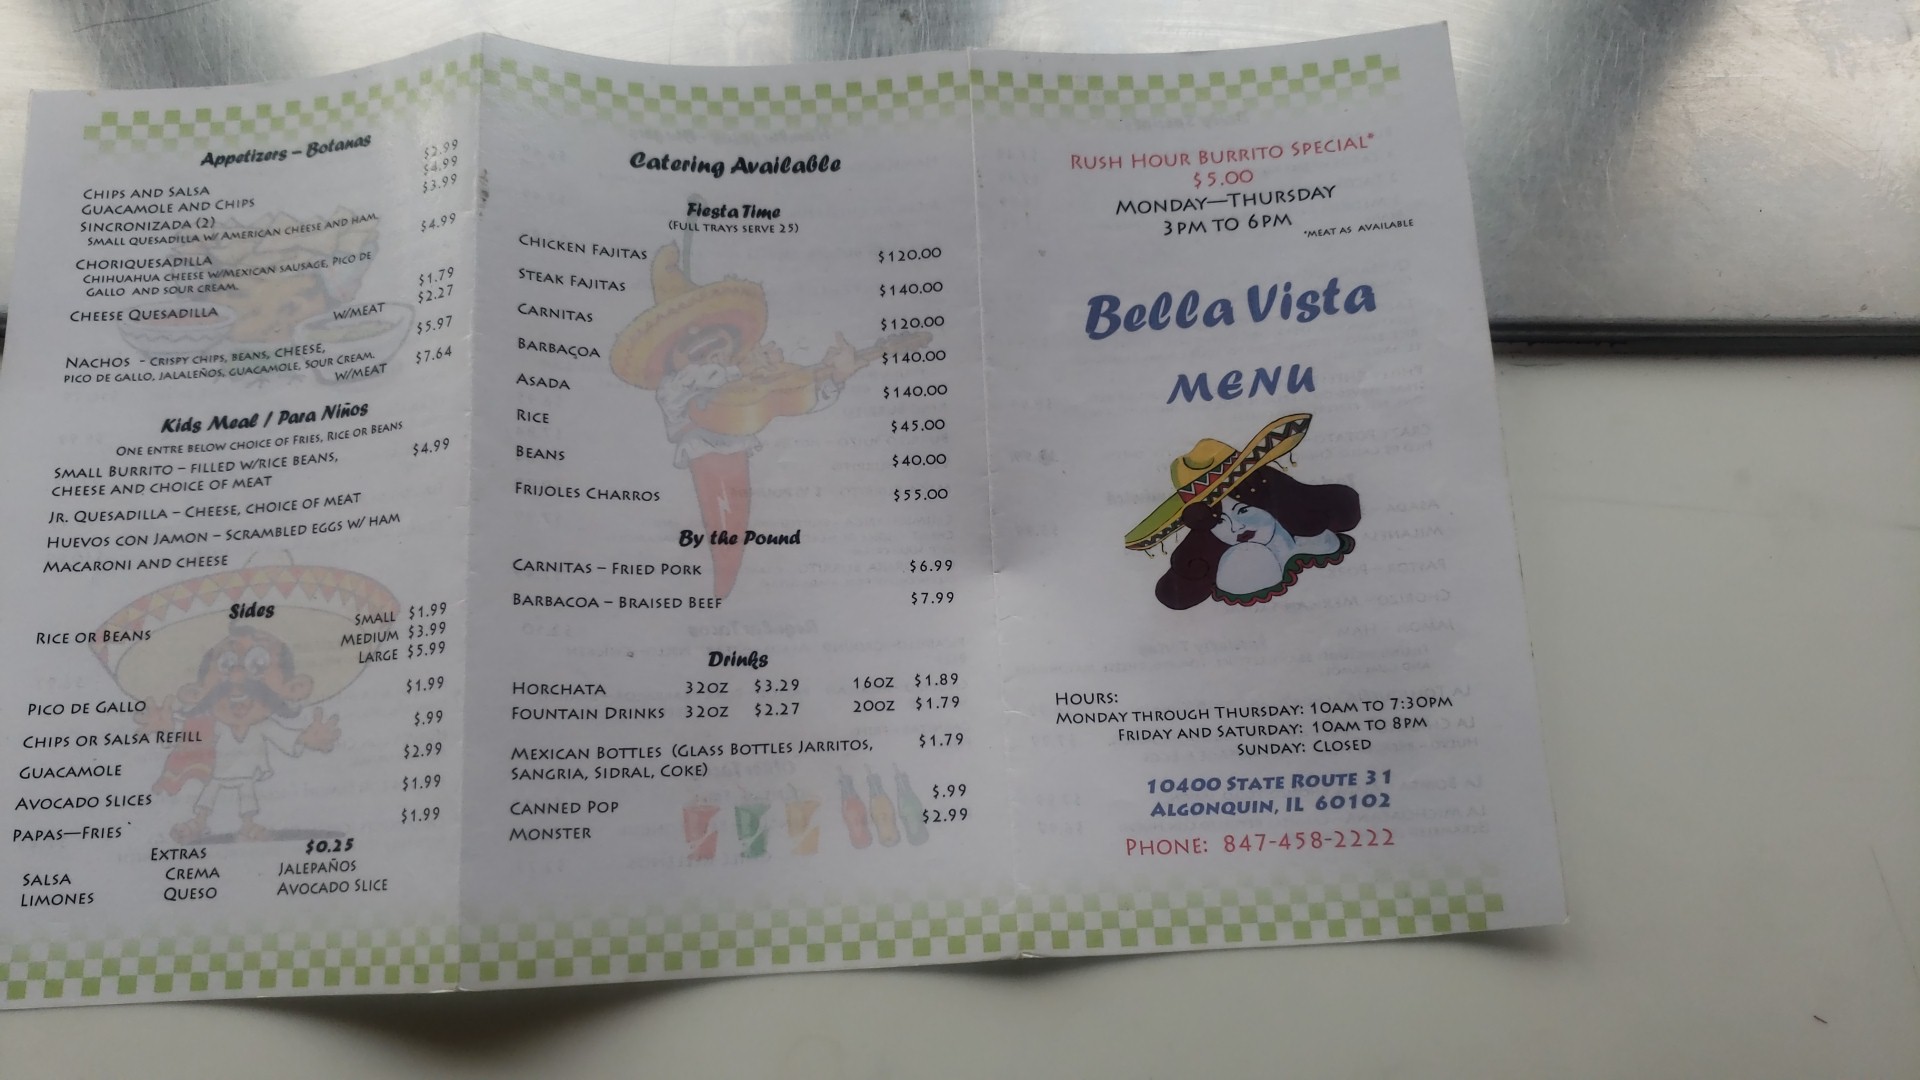 Appetizers – Botanas
CHIPS AND SALSA $2.99
GUACAMOLE AND CHIPS $4.99
SINCRONIZADA (2) $3.99
SMALL QUESADILLA W/ AMERICAN CHEESE AND HAM.
CHORIQUESADILLA $4.99
CHIHUAHUA CHEESE W/MEXICAN SAUSAGE, PICO DE
GALLO AND SOUR CREAM.
CHEESE QUESADILLA $1.79
W/MEAT $2.27
NACHOS - CRISPY CHIPS, BEANS, CHEESE, $5.97
PICO DE GALLO, JALALEÑOS, GUACAMOLE, SOUR CREAM.
W/MEAT $7.64
Kids Meal / Para Niños
ONE ENTRE BELOW CHOICE OF FRIES, RICE OR BEANS
SMALL BURRITO – FILLED W/RICE BEANS, $4.99
CHEESE AND CHOICE OF MEAT
JR. QUESADILLA – CHEESE, CHOICE OF MEAT
HUEVOS CON JAMON – SCRAMBLED EGGS W/ HAM
MACARONI AND CHEESE
Sides
RICE OR BEANS SMALL $1.99
MEDIUM $3.99
LARGE $5.99
PICO DE GALLO $1.99
CHIPS OR SALSA REFILL $.99
GUACAMOLE $2.99
AVOCADO SLICES $1.99
PAPAS—FRIES $1.99
EXTRAS $0.25
SALSA CREMA JALEPAÑOS
LIMONES QUESO AVOCADO SLICE
Catering Available
Fiesta Time
(FULL TRAYS SERVE 25)
CHICKEN FAJITAS $120.00
STEAK FAJITAS $140.00
CARNITAS $120.00
BARBAÇOA $140.00
ASADA $140.00
RICE $45.00
BEANS $40.00
FRIJOLES CHARROS $55.00
By the Pound
CARNITAS – FRIED PORK $6.99
BARBACOA – BRAISED BEEF $7.99
Drinks
HORCHATA 32OZ $3.29 16OZ $1.89
FOUNTAIN DRINKS 32OZ $2.27 20OZ $1.79
MEXICAN BOTTLES (GLASS BOTTLES JARRITOS, $1.79
SANGRIA, SIDRAL, COKE)
CANNED POP $.99
MONSTER $2.99
RUSH HOUR BURRITO SPECIAL*
$5.00
MONDAY—THURSDAY
3PM TO 6PM
*MEAT AS AVAILABLE
Bella Vista
MENU
HOURS:
MONDAY THROUGH THURSDAY: 10AM TO 7:30PM
FRIDAY AND SATURDAY: 10AM TO 8PM
SUNDAY: CLOSED
10400 STATE ROUTE 31
ALGONQUIN, IL 60102
PHONE: 847-458-2222